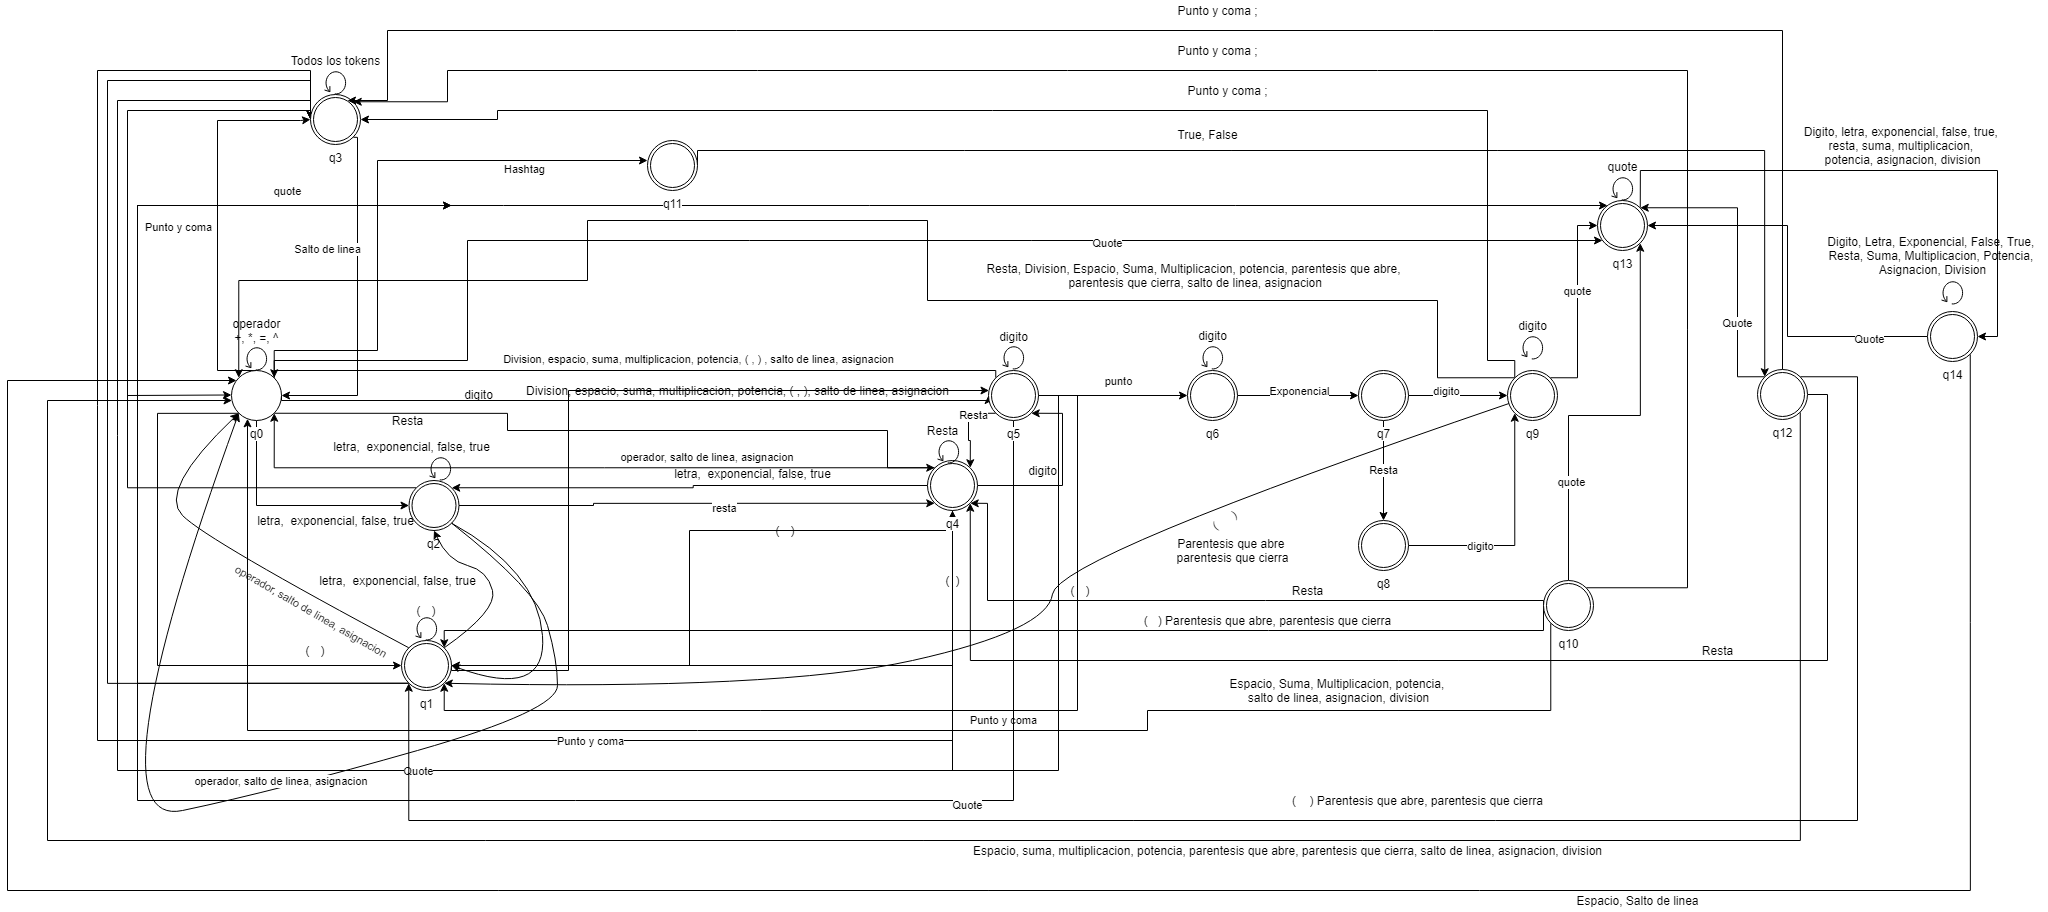 Punto y coma ;
Punto y coma ;
Todos los tokens
Punto y coma ;
True, False
Digito, letra, exponencial, false, true,
resta, suma, multiplicacion,
potencia, asignacion, division
q3
Hashtag
quote
quote
q11
Punto y coma
Salto de linea
Quote
q13
Digito, Letra, Exponencial, False, True,
Resta, Suma, Multiplicacion, Potencia,
Asignacion, Division
Resta, Division, Espacio, Suma, Multiplicacion, potencia, parentesis que abre,
parentesis que cierra, salto de linea, asignacion
quote
operador
+, *, =, ^
digito
digito
digito
Quote
Quote
q14
Division, espacio, suma, multiplicacion, potencia, ( , ) , salto de linea, asignacion
Division, espacio, suma, multiplicacion, potencia, ( , ), salto de linea, asignacion
digito
punto
Exponencial
digito
Resta
Resta
q0
q5
q6
q7
q9
q12
Resta
letra, exponencial, false, true
operador, salto de linea, asignacion
letra, exponencial, false, true
digito
Resta
quote
resta
letra, exponencial, false, true
q4
q2
( )
( )
Parentesis que abre
parentesis que cierra
digito
q8
letra, exponencial, false, true
( )
( )
Resta
operador, salto de linea, asignacion
( )
( ) Parentesis que abre, parentesis que cierra
q10
( )
Resta
Espacio, Suma, Multiplicacion, potencia,
salto de linea, asignacion, division
q1
Punto y coma
Punto y coma
Quote
operador, salto de linea, asignacion
Quote
( ) Parentesis que abre, parentesis que cierra
Espacio, suma, multiplicacion, potencia, parentesis que abre, parentesis que cierra, salto de linea, asignacion, division
Espacio, Salto de linea